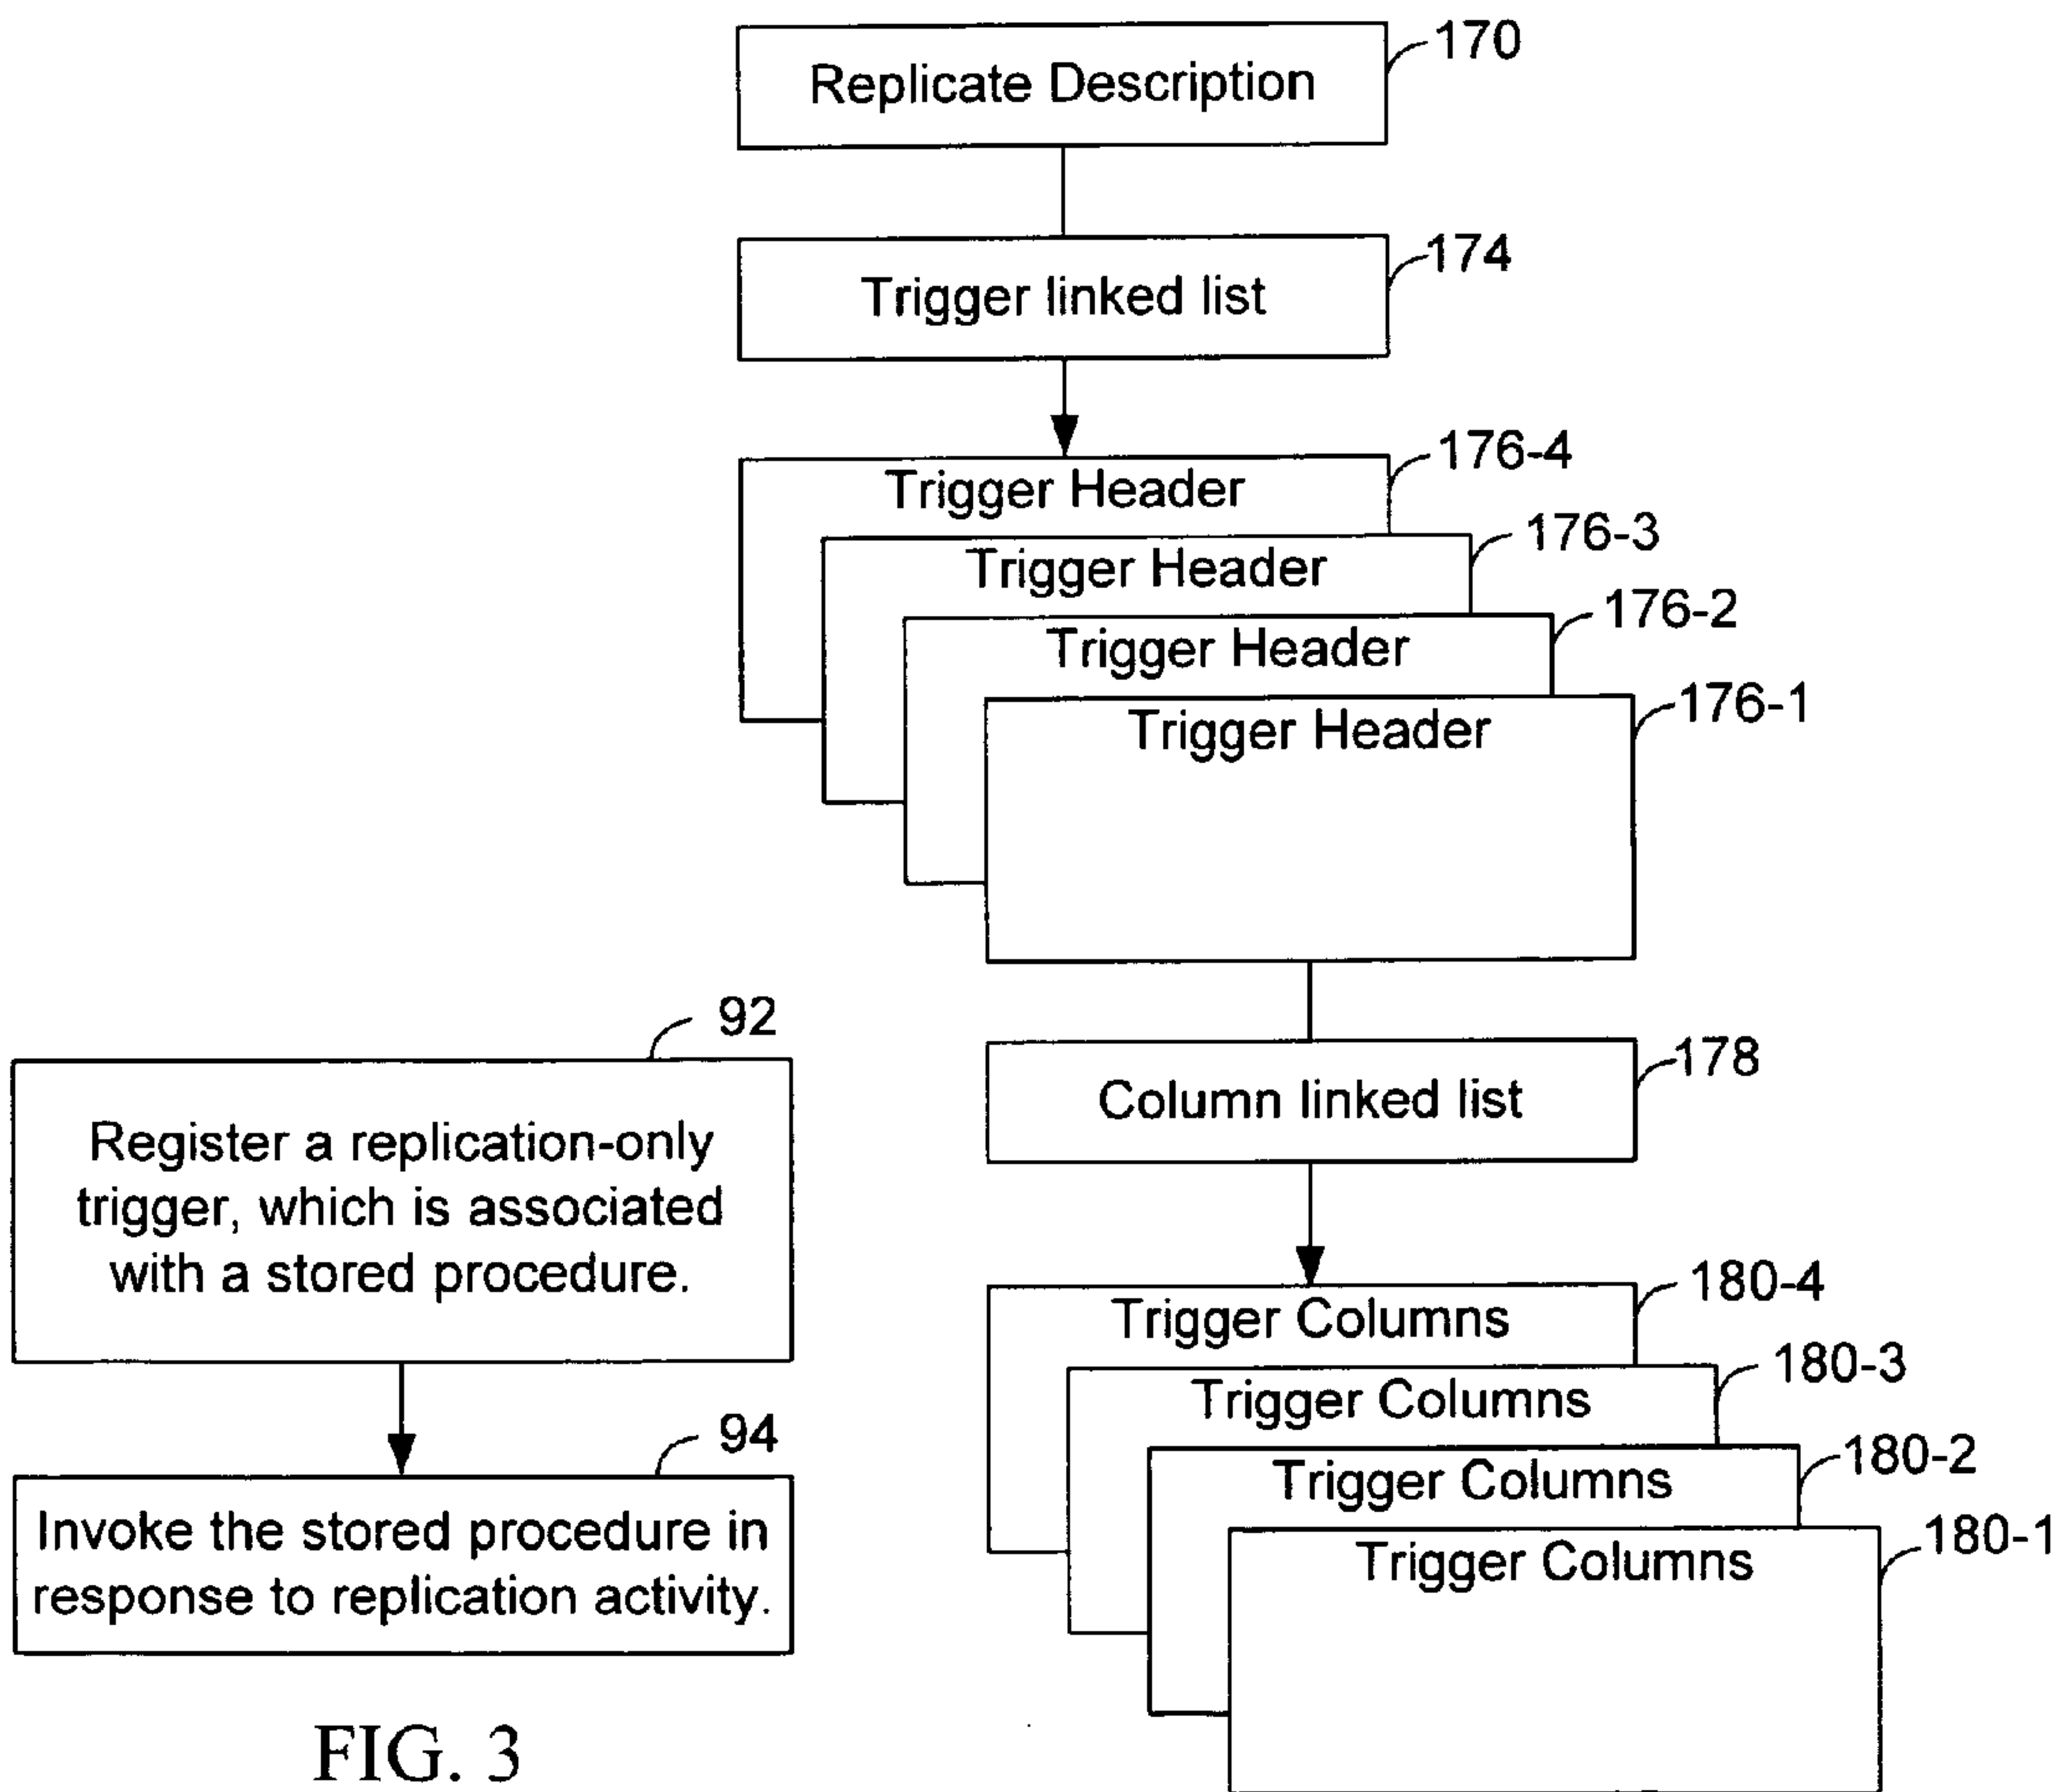 170
Replicate Description
174
Trigger linked list
176-4
Trigger Header
176-3
Trigger Header
176-2
Trigger Header
176-1
Trigger Header
178
Column linked list
180-4
Trigger Columns
180-3
Trigger Columns
180-2
Trigger Columns
180-1
Trigger Columns
92
Register a replication-only
trigger, which is associated
with a stored procedure.
94
Invoke the stored procedure in
response to replication activity.
FIG. 3